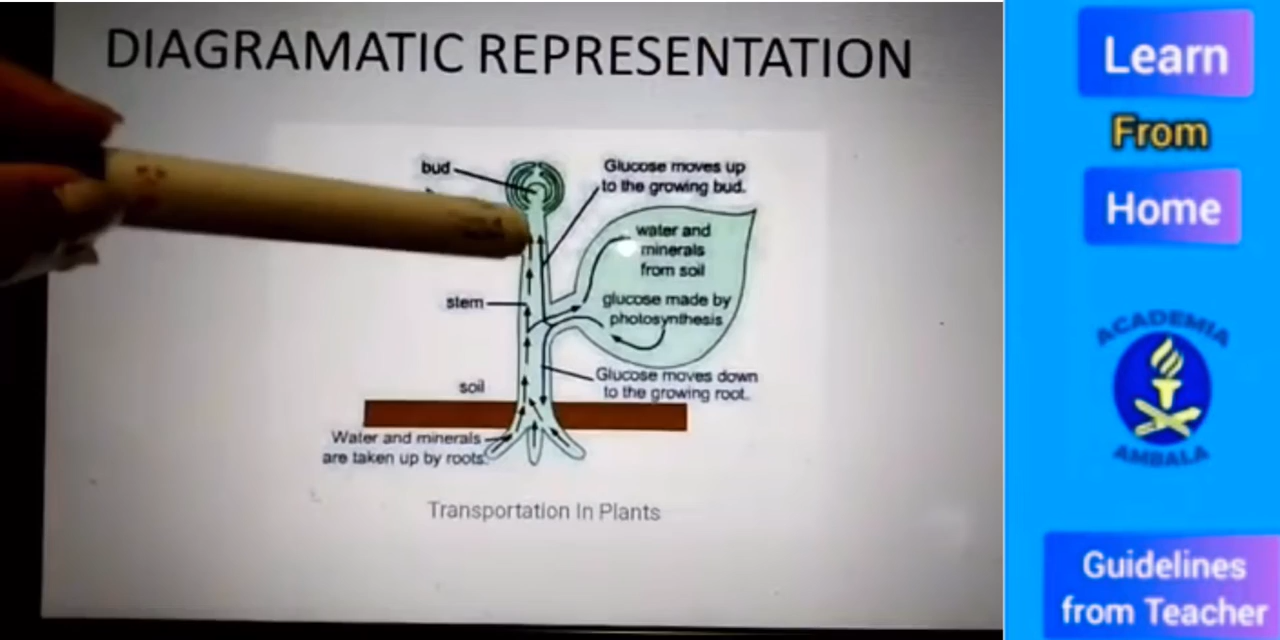 DIAGRAMATIC REPRESENTATION
bud
Glucose moves up
to the growing bud.
water and
minerals
from soil
stem
glucose made by
photosynthesis
soil
Glucose moves down
to the growing root.
Water and minerals
are taken up by roots.
Transportation In Plants
Learn
From
Home
ACADEMIA
AMBALA
Guidelines
from Teacher